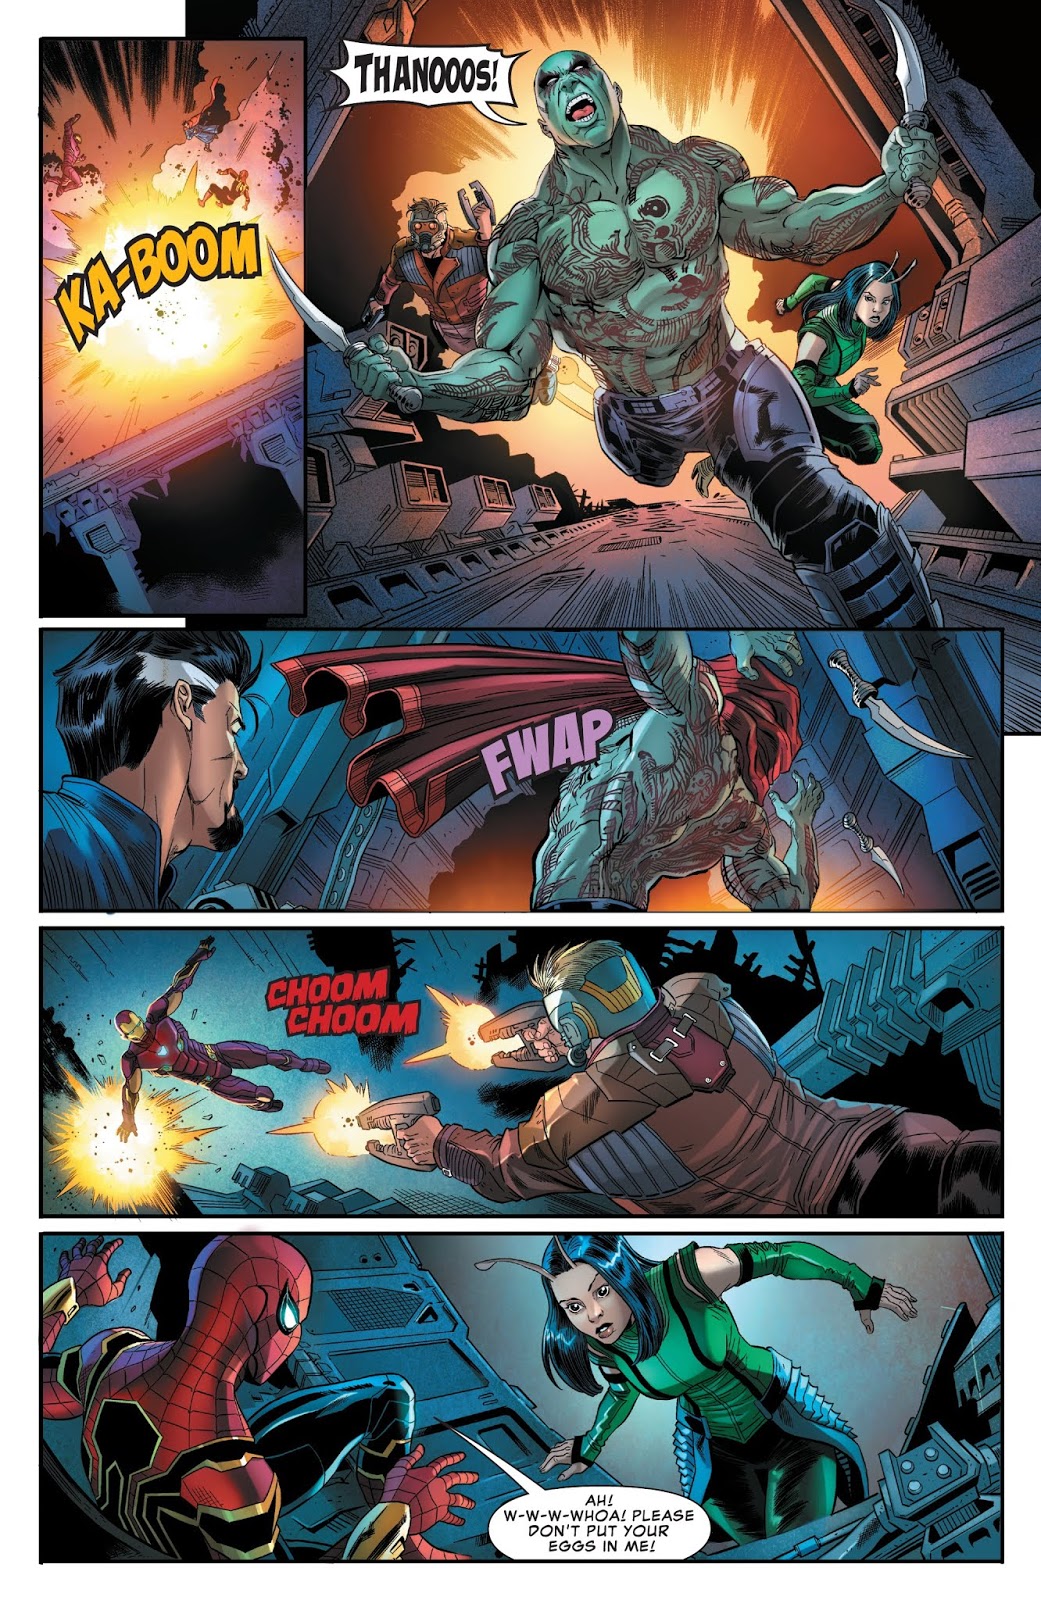 KA-BOOM
THANOOOS!
FWAP
CHOOM
CHOOM
AH!
W-W-W-WHOA! PLEASE
DON'T PUT YOUR
EGGS IN ME!